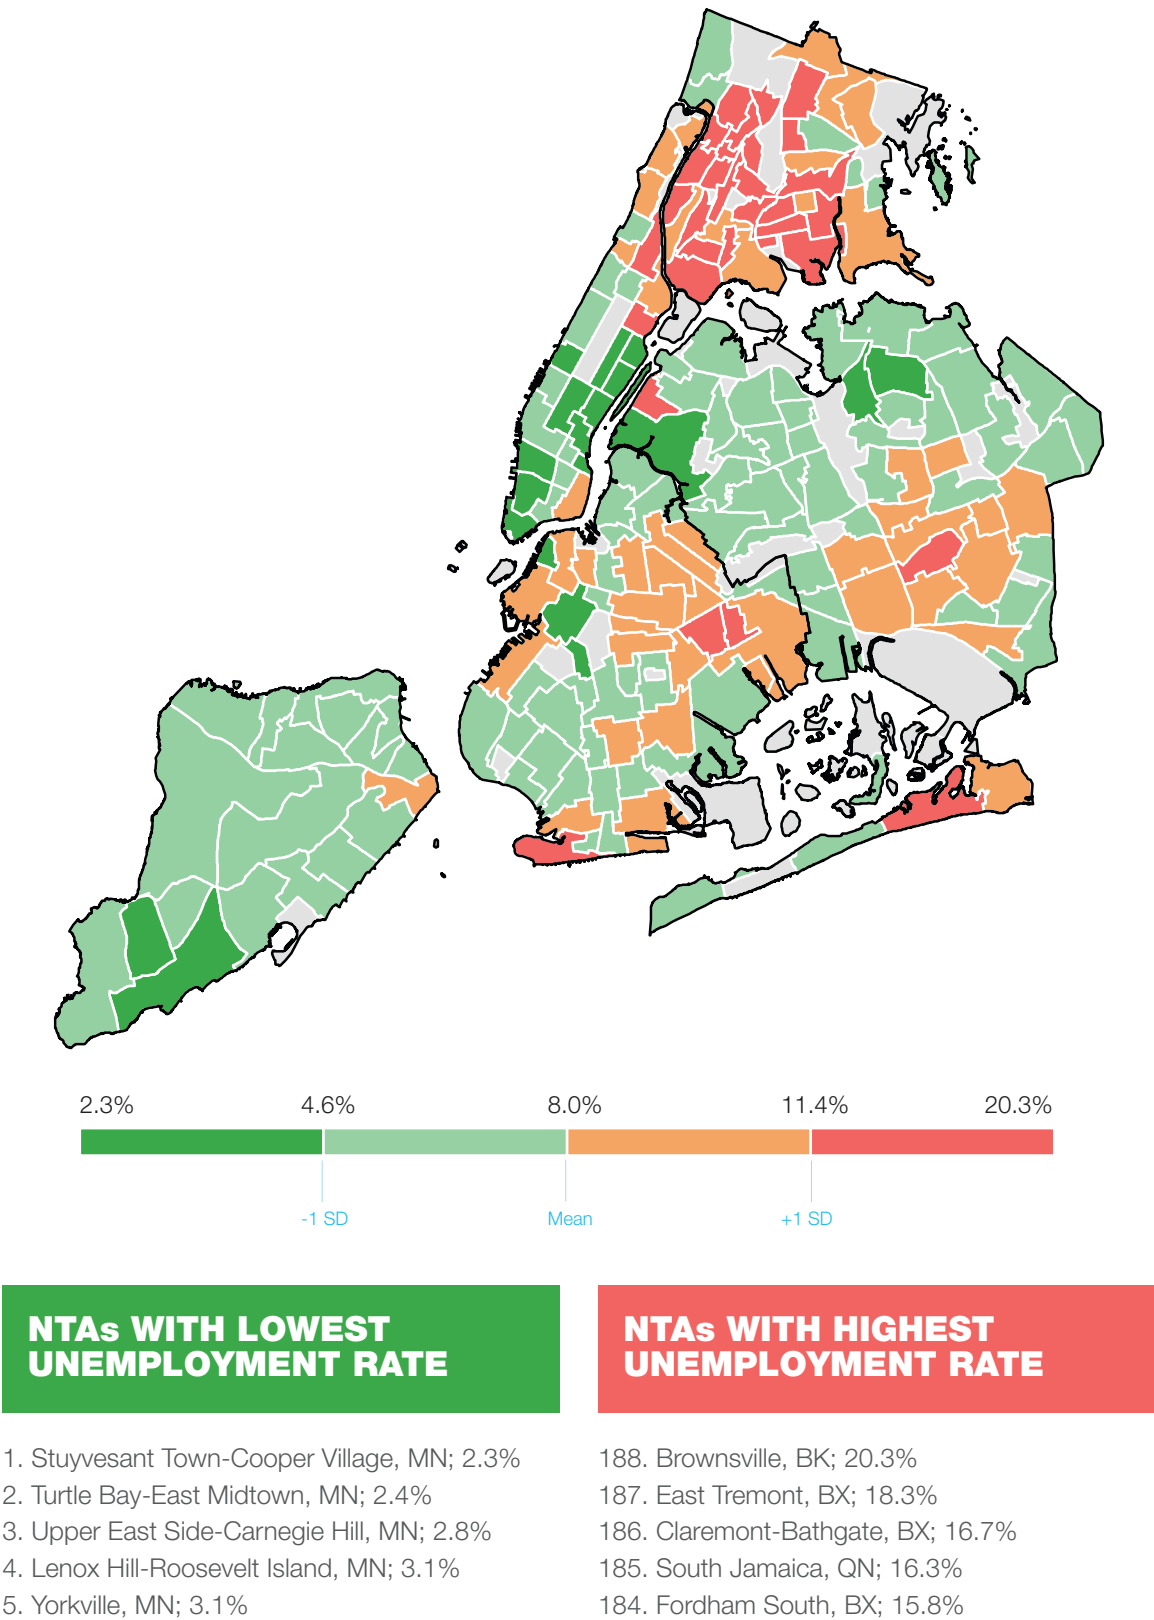 2.3% 4.6% 8.0% 11.4% 20.3%
-1 SD Mean +1 SD
NTAs WITH LOWEST
UNEMPLOYMENT RATE
1. Stuyvesant Town-Cooper Village, MN; 2.3%
2. Turtle Bay-East Midtown, MN; 2.4%
3. Upper East Side-Carnegie Hill, MN; 2.8%
4. Lenox Hill-Roosevelt Island, MN; 3.1%
5. Yorkville, MN; 3.1%
NTAs WITH HIGHEST
UNEMPLOYMENT RATE
188. Brownsville, BK; 20.3%
187. East Tremont, BX; 18.3%
186. Claremont-Bathgate, BX; 16.7%
185. South Jamaica, QN; 16.3%
184. Fordham South, BX; 15.8%